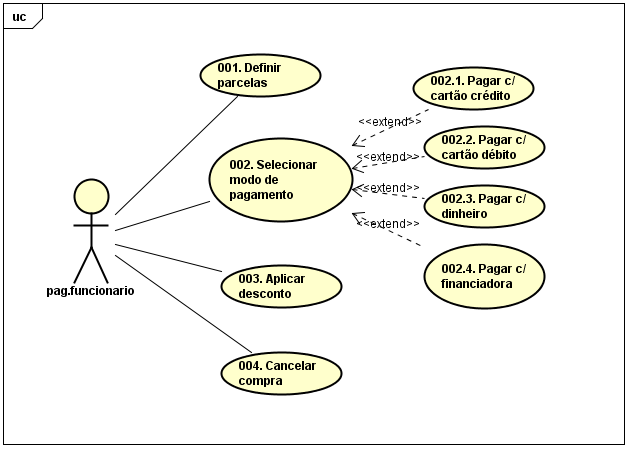 uc
001. Definir
parcelas
002. Selecionar
modo de
pagamento
003. Aplicar
desconto
004. Cancelar
compra
pag.funcionario
<<extend>>
<<extend>>
<<extend>>
<<extend>>
002.1. Pagar c/
cartão crédito
002.2. Pagar c/
cartão débito
002.3. Pagar c/
dinheiro
002.4. Pagar c/
financiadora